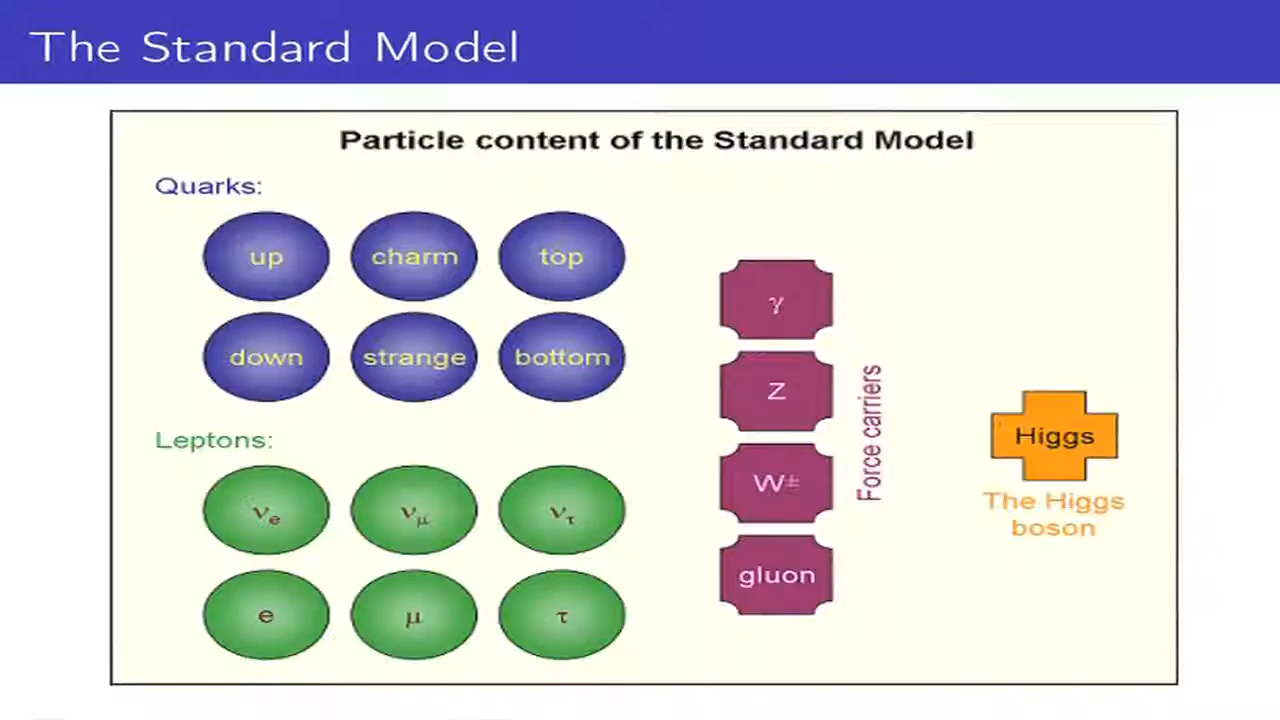 The Standard Model
Particle content of the Standard Model
Quarks:
up charm top
down strange bottom
Leptons:
νe νμ ντ
e μ τ
γ
Z
W±
gluon
Force carriers
Higgs
The Higgs
boson